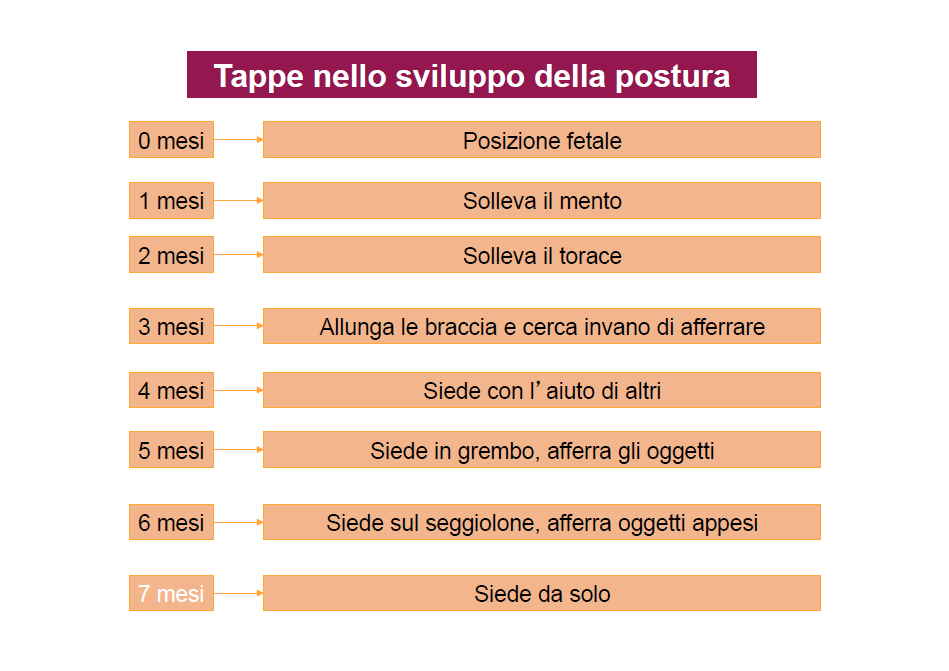 Tappe nello sviluppo della postura
0 mesi Posizione fetale
1 mesi Solleva il mento
2 mesi Solleva il torace
3 mesi Allunga le braccia e cerca invano di afferrare
4 mesi Siede con l’aiuto di altri
5 mesi Siede in grembo, afferra gli oggetti
6 mesi Siede sul seggiolone, afferra oggetti appesi
7 mesi Siede da solo